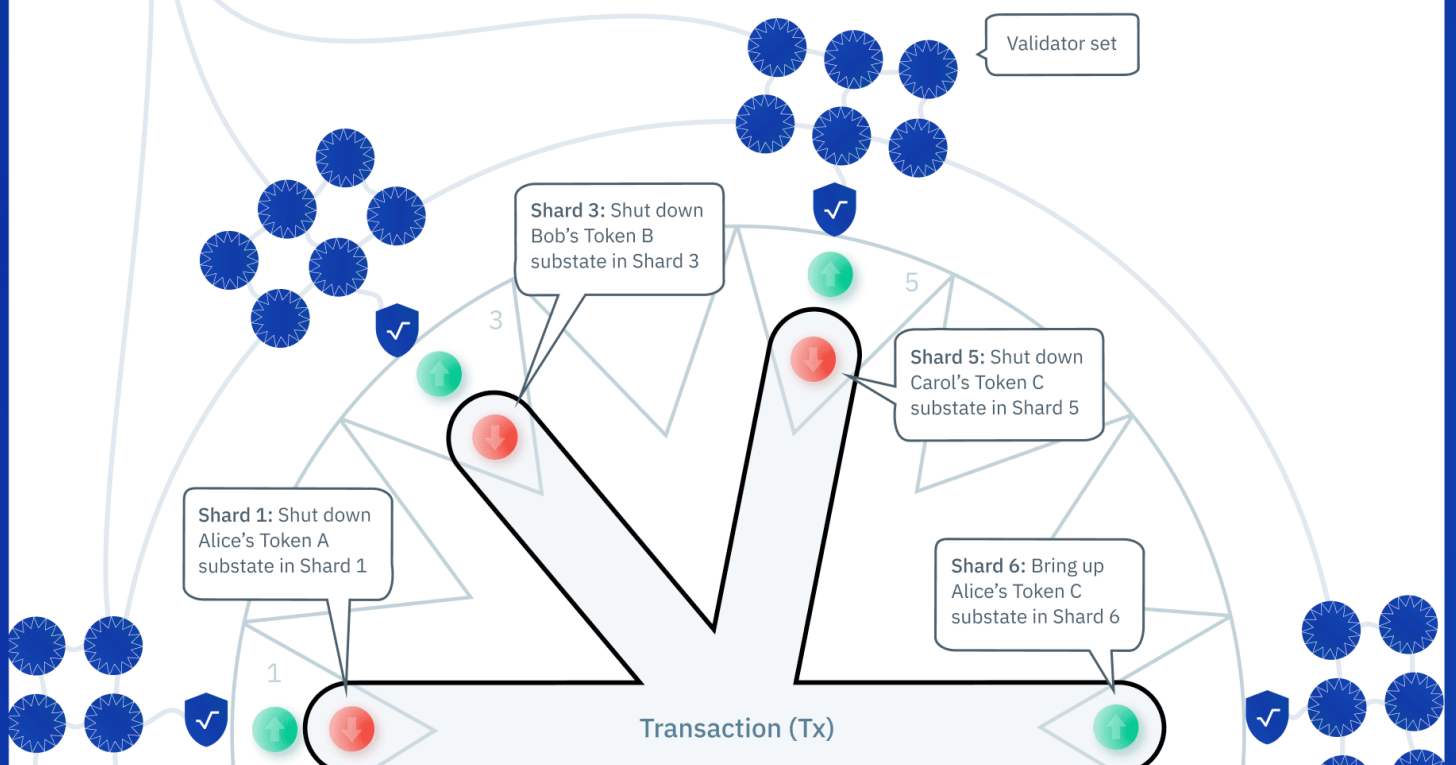 Validator set
Shard 3: Shut down
Bob's Token B
substate in Shard 3
5
3
Shard 5: Shut down
Carol's Token C
substate in Shard 5
Shard 1: Shut down
Alice's Token A
substate in Shard 1
Shard 6: Bring up
Alice's Token C
substate in Shard 6
1
Transaction (Tx)